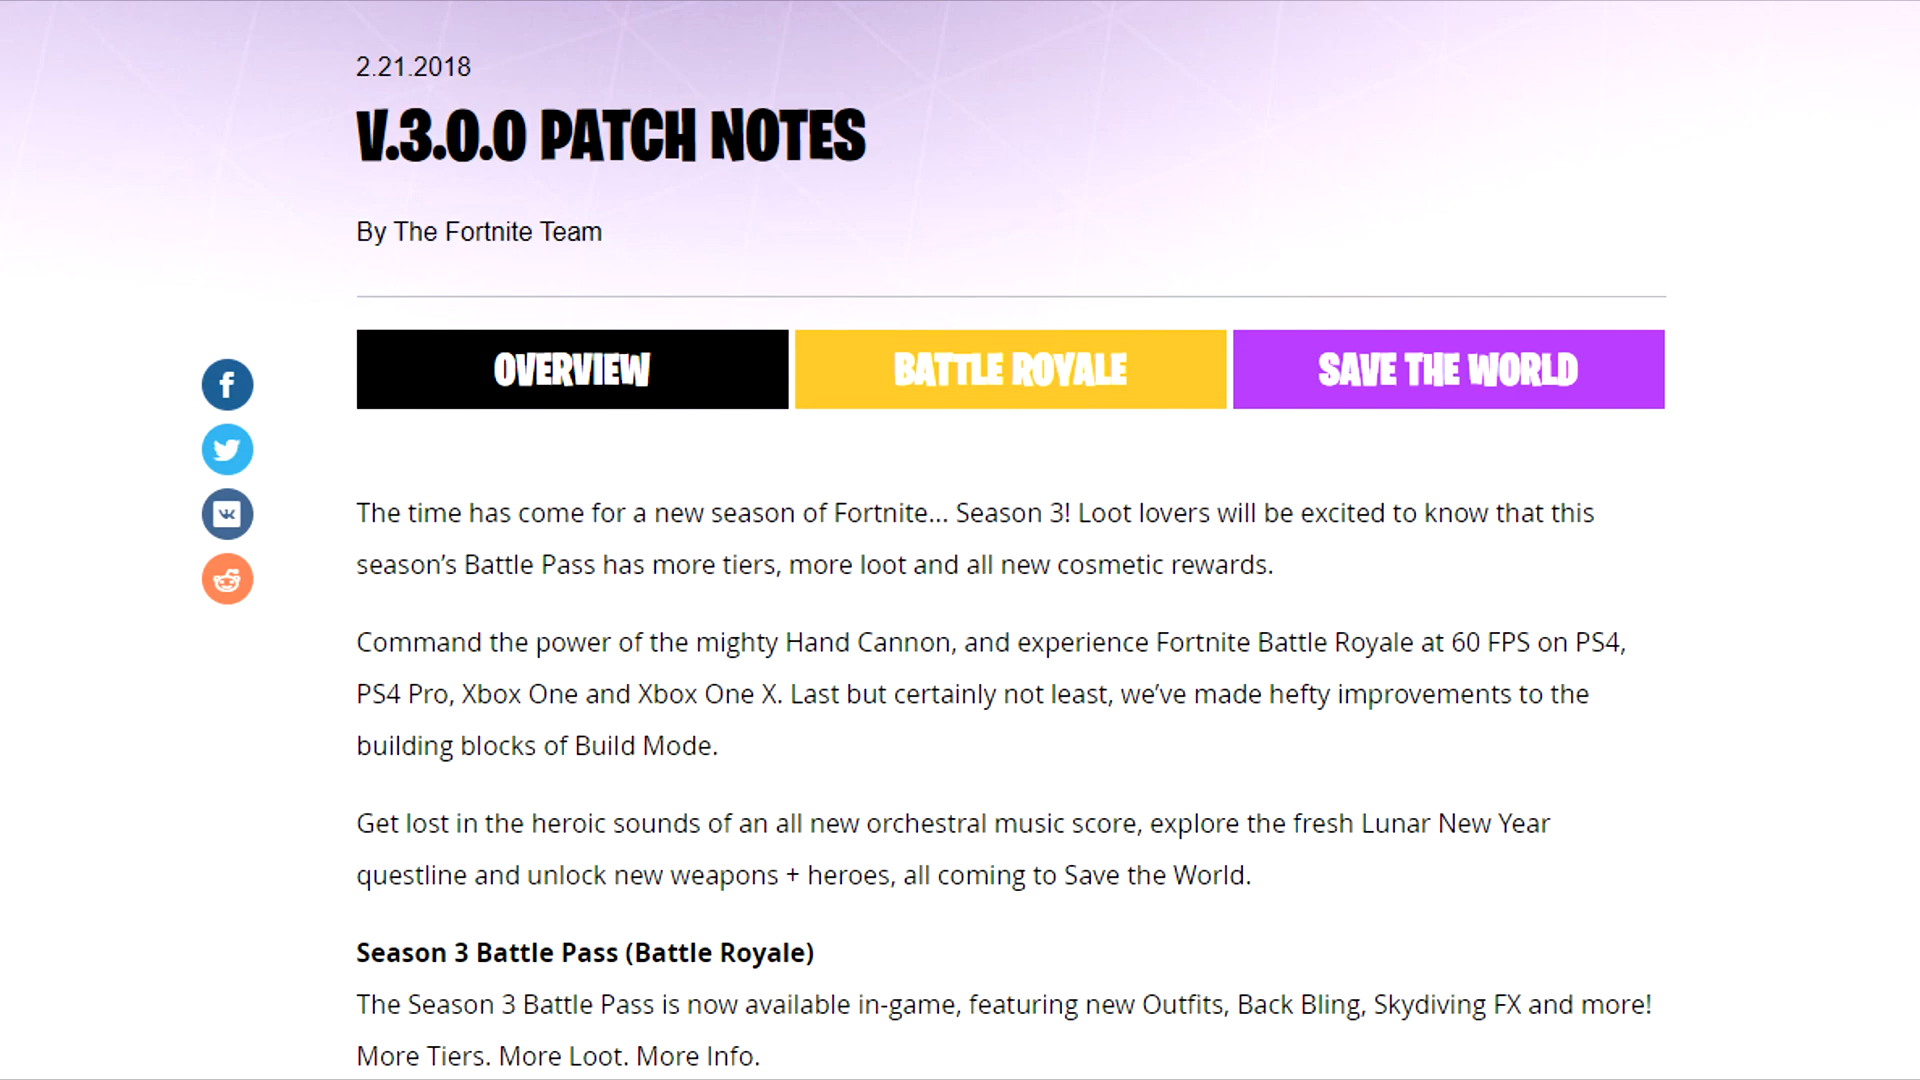 2.21.2018
V.3.0.0 PATCH NOTES
By The Fortnite Team
OVERVIEW
BATTLE ROYALE
SAVE THE WORLD
The time has come for a new season of Fortnite... Season 3! Loot lovers will be excited to know that this
season’s Battle Pass has more tiers, more loot and all new cosmetic rewards.
Command the power of the mighty Hand Cannon, and experience Fortnite Battle Royale at 60 FPS on PS4,
PS4 Pro, Xbox One and Xbox One X. Last but certainly not least, we’ve made hefty improvements to the
building blocks of Build Mode.
Get lost in the heroic sounds of an all new orchestral music score, explore the fresh Lunar New Year
questline and unlock new weapons + heroes, all coming to Save the World.
Season 3 Battle Pass (Battle Royale)
The Season 3 Battle Pass is now available in-game, featuring new Outfits, Back Bling, Skydiving FX and more!
More Tiers. More Loot. More Info.